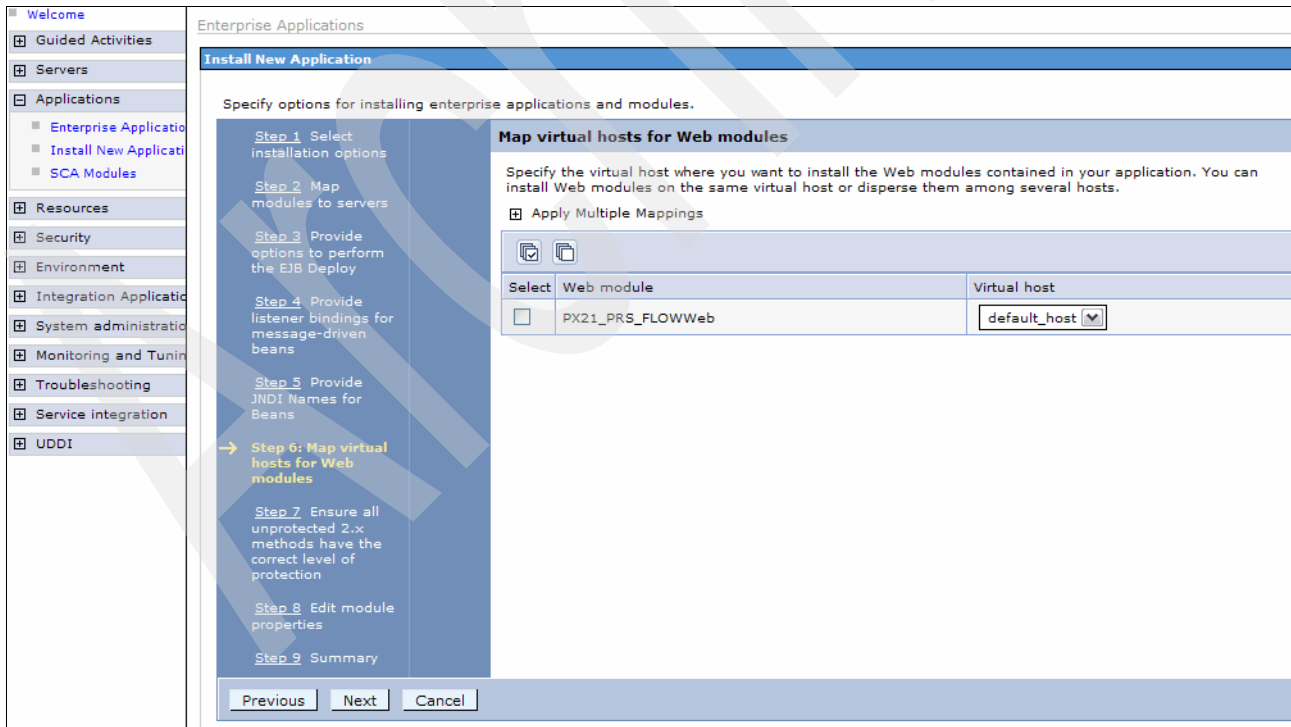 Welcome
Guided Activities
Servers
Applications
Enterprise Applicatio
Install New Applicati
SCA Modules
Resources
Security
Environment
Integration Applicatio
System administratio
Monitoring and Tunin
Troubleshooting
Service integration
UDDI
Enterprise Applications
Install New Application
Specify options for installing enterprise applications and modules.
Step 1 Select
installation options
Step 2 Map
modules to servers
Step 3 Provide
options to perform
the EJB Deploy
Step 4 Provide
listener bindings for
message-driven
beans
Step 5 Provide
JNDI Names for
Beans
Step 6: Map virtual
hosts for Web
modules
Step 7 Ensure all
unprotected 2.x
methods have the
correct level of
protection
Step 8 Edit module
properties
Step 9 Summary
Map virtual hosts for Web modules
Specify the virtual host where you want to install the Web modules contained in your application. You can
install Web modules on the same virtual host or disperse them among several hosts.
Apply Multiple Mappings
Select Web module Virtual host
PX21_PRS_FLOWWeb default_host
Previous Next Cancel